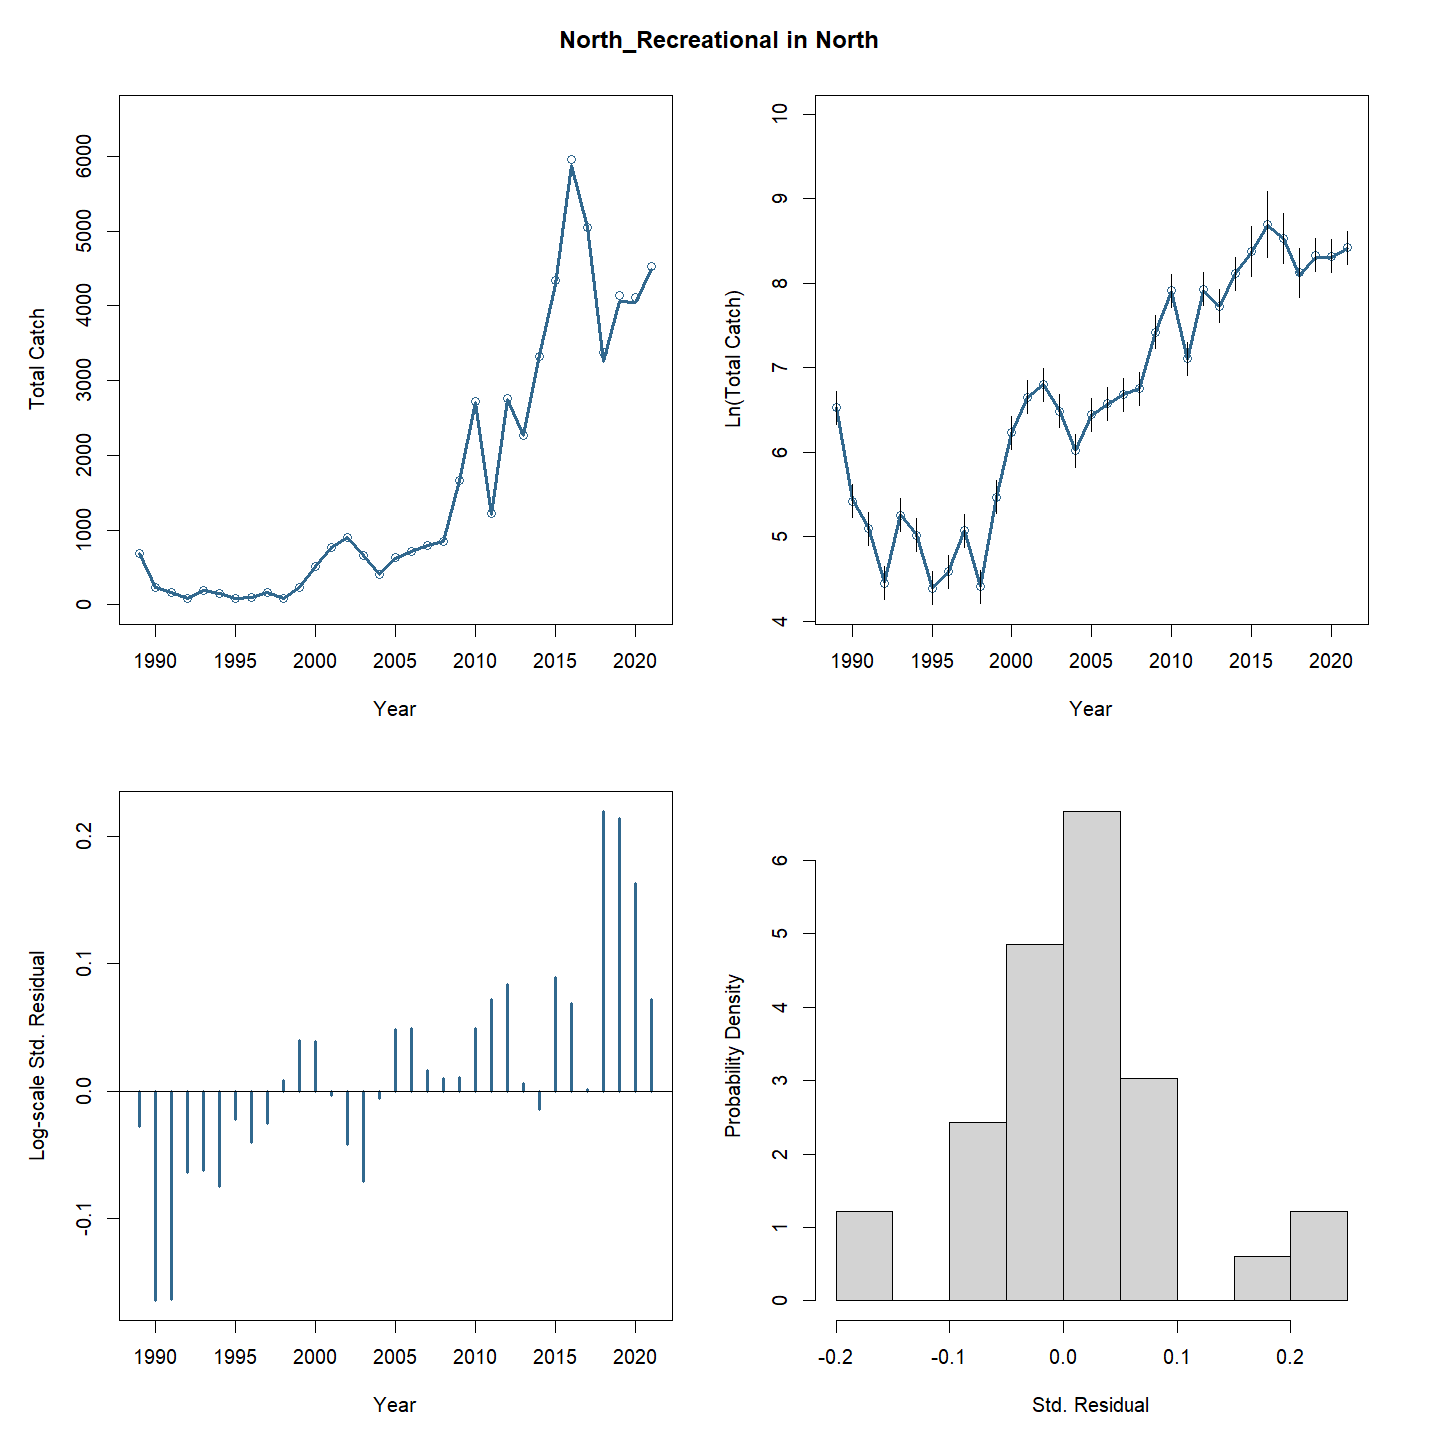 North_Recreational in North
Total Catch
6000
5000
4000
3000
2000
1000
0
1990 1995 2000 2005 2010 2015 2020
Year
Ln(Total Catch)
10
9
8
7
6
5
4
1990 1995 2000 2005 2010 2015 2020
Year
Log-scale Std. Residual
0.2
0.1
0.0
-0.1
1990 1995 2000 2005 2010 2015 2020
Year
Probability Density
6
5
4
3
2
1
0
-0.2 -0.1 0.0 0.1 0.2
Std. Residual